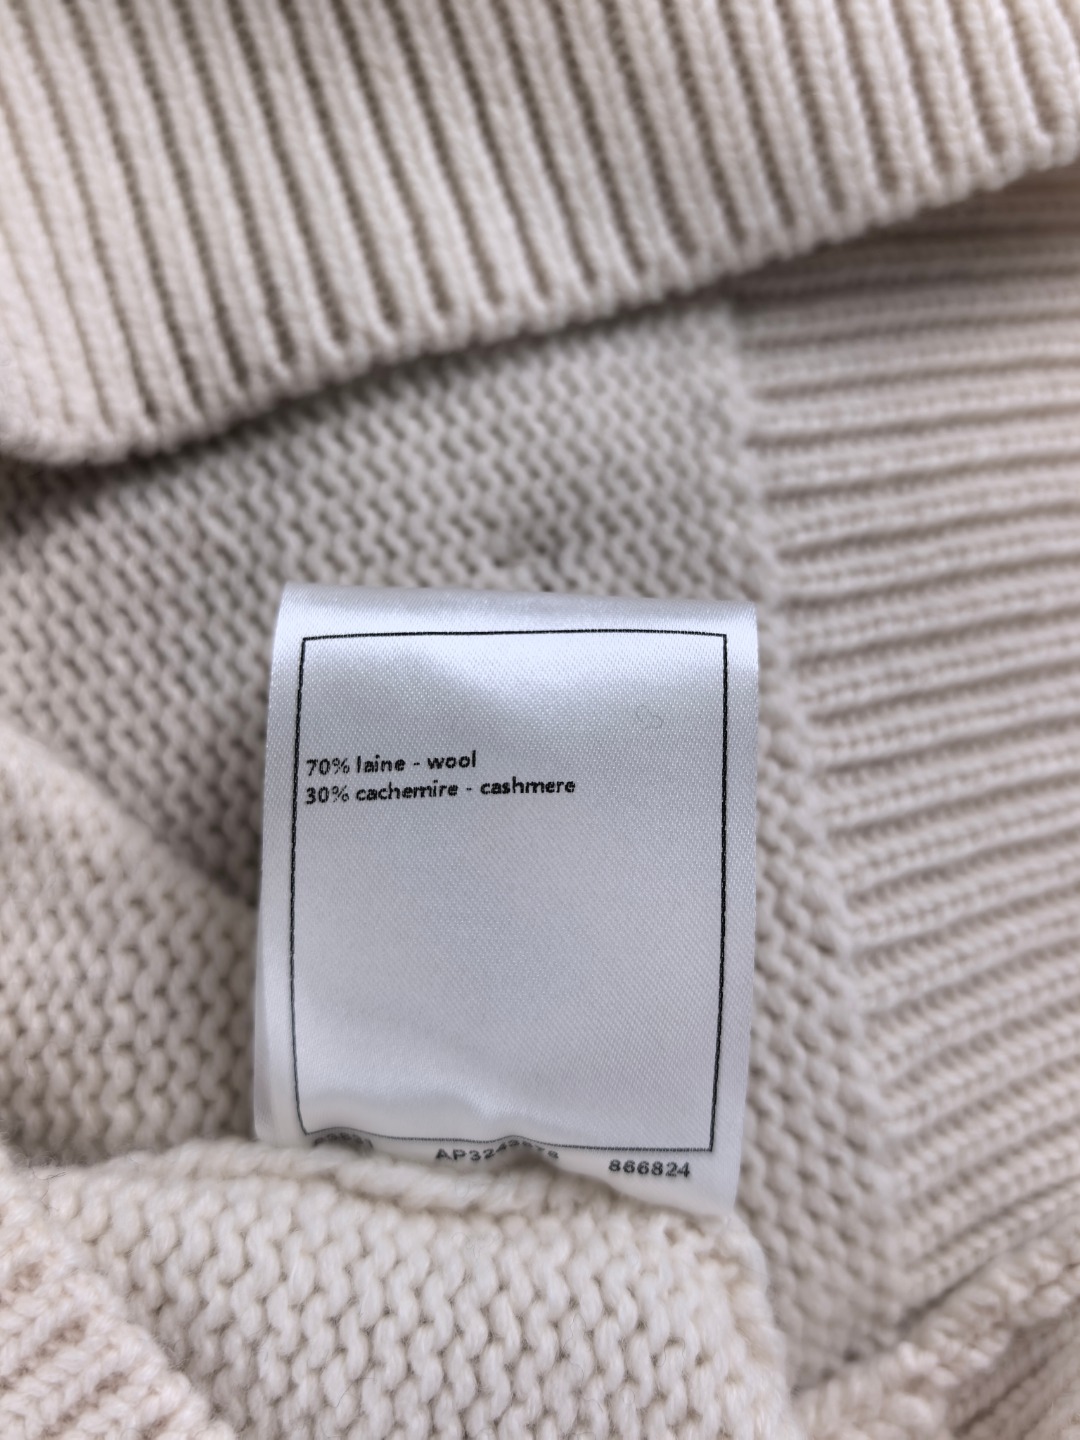 70% laine - wool
30% cachemire - cashmere
866824